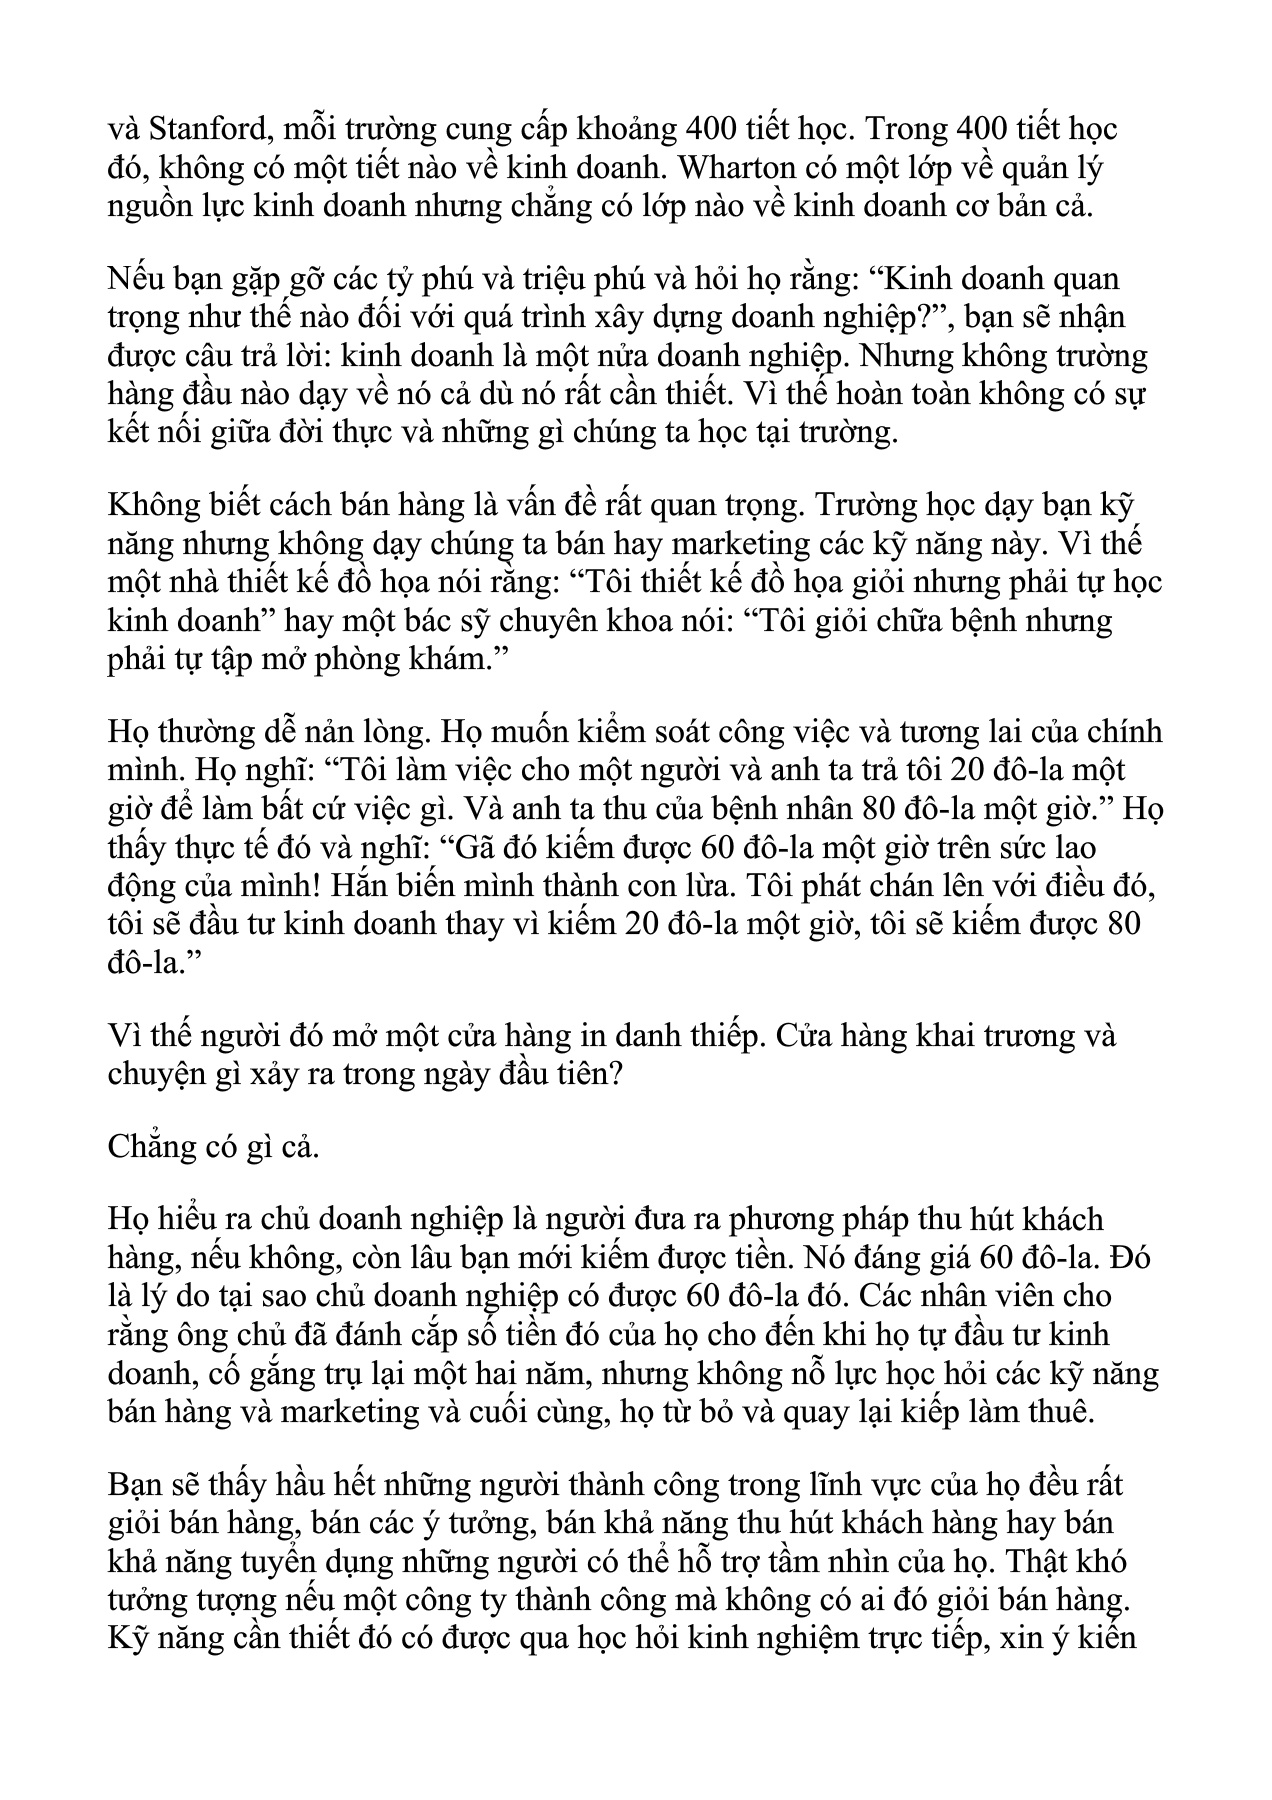 và Stanford, mỗi trường cung cấp khoảng 400 tiết học. Trong 400 tiết học
đó, không có một tiết nào về kinh doanh. Wharton có một lớp về quản lý
nguồn lực kinh doanh nhưng chẳng có lớp nào về kinh doanh cơ bản cả.
Nếu bạn gặp gỡ các tỷ phú và triệu phú và hỏi họ rằng: “Kinh doanh quan
trọng như thế nào đối với quá trình xây dựng doanh nghiệp?”, bạn sẽ nhận
được câu trả lời: kinh doanh là một nửa doanh nghiệp. Nhưng không trường
hàng đầu nào dạy về nó cả dù nó rất cần thiết. Vì thế hoàn toàn không có sự
kết nối giữa đời thực và những gì chúng ta học tại trường.
Không biết cách bán hàng là vấn đề rất quan trọng. Trường học dạy bạn kỹ
năng nhưng không dạy chúng ta bán hay marketing các kỹ năng này. Vì thế
một nhà thiết kế đồ họa nói rằng: “Tôi thiết kế đồ họa giỏi nhưng phải tự học
kinh doanh” hay một bác sỹ chuyên khoa nói: “Tôi giỏi chữa bệnh nhưng
phải tự tập mở phòng khám.”
Họ thường dễ nản lòng. Họ muốn kiểm soát công việc và tương lai của chính
mình. Họ nghĩ: “Tôi làm việc cho một người và anh ta trả tôi 20 đô-la một
giờ để làm bất cứ việc gì. Và anh ta thu của bệnh nhân 80 đô-la một giờ.” Họ
thấy thực tế đó và nghĩ: “Gã đó kiếm được 60 đô-la một giờ trên sức lao
động của mình! Hắn biến mình thành con lừa. Tôi phát chán lên với điều đó,
tôi sẽ đầu tư kinh doanh thay vì kiếm 20 đô-la một giờ, tôi sẽ kiếm được 80
đô-la.”
Vì thế người đó mở một cửa hàng in danh thiếp. Cửa hàng khai trương và
chuyện gì xảy ra trong ngày đầu tiên?
Chẳng có gì cả.
Họ hiểu ra chủ doanh nghiệp là người đưa ra phương pháp thu hút khách
hàng, nếu không, còn lâu bạn mới kiếm được tiền. Nó đáng giá 60 đô-la. Đó
là lý do tại sao chủ doanh nghiệp có được 60 đô-la đó. Các nhân viên cho
rằng ông chủ đã đánh cắp số tiền đó của họ cho đến khi họ tự đầu tư kinh
doanh, cố gắng trụ lại một hai năm, nhưng không nỗ lực học hỏi các kỹ năng
bán hàng và marketing và cuối cùng, họ từ bỏ và quay lại kiếp làm thuê.
Bạn sẽ thấy hầu hết những người thành công trong lĩnh vực của họ đều rất
giỏi bán hàng, bán các ý tưởng, bán khả năng thu hút khách hàng hay bán
khả năng tuyển dụng những người có thể hỗ trợ tầm nhìn của họ. Thật khó
tưởng tượng nếu một công ty thành công mà không có ai đó giỏi bán hàng.
Kỹ năng cần thiết đó có được qua học hỏi kinh nghiệm trực tiếp, xin ý kiến